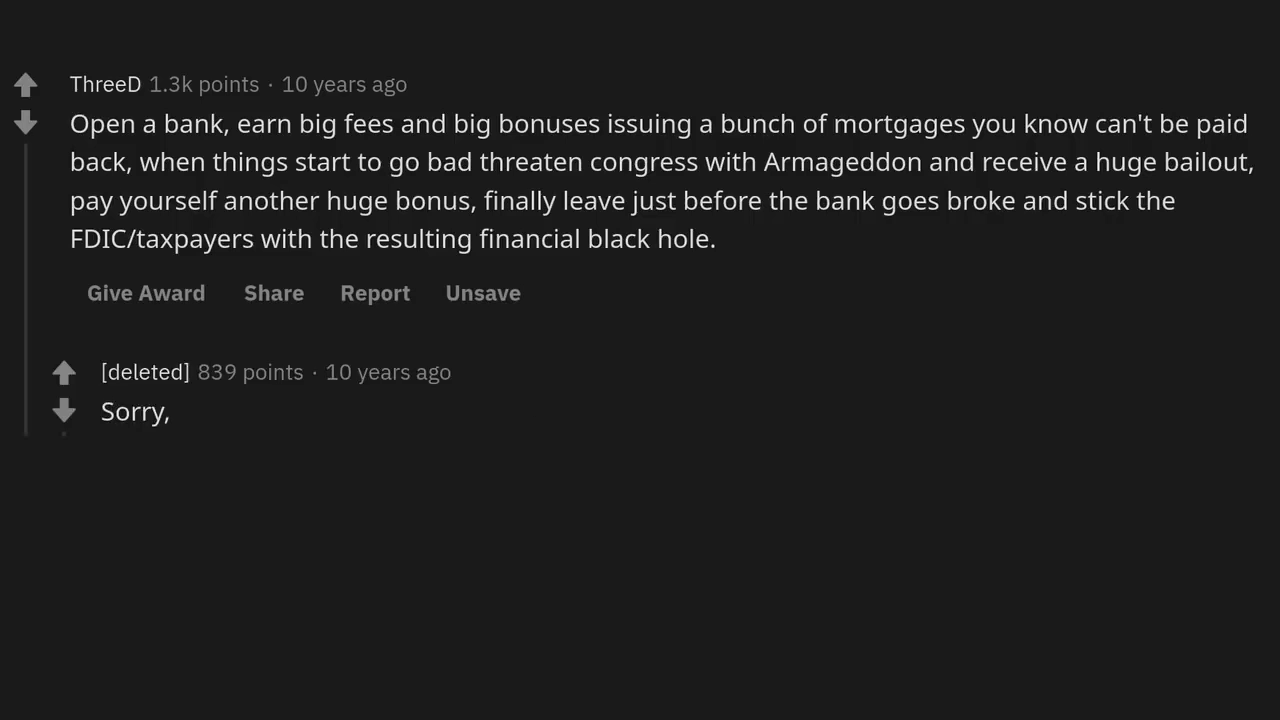 ThreeD 1.3k points · 10 years ago
Open a bank, earn big fees and big bonuses issuing a bunch of mortgages you know can't be paid
back, when things start to go bad threaten congress with Armageddon and receive a huge bailout,
pay yourself another huge bonus, finally leave just before the bank goes broke and stick the
FDIC/taxpayers with the resulting financial black hole.
Give Award Share Report Unsave
[deleted] 839 points · 10 years ago
Sorry,